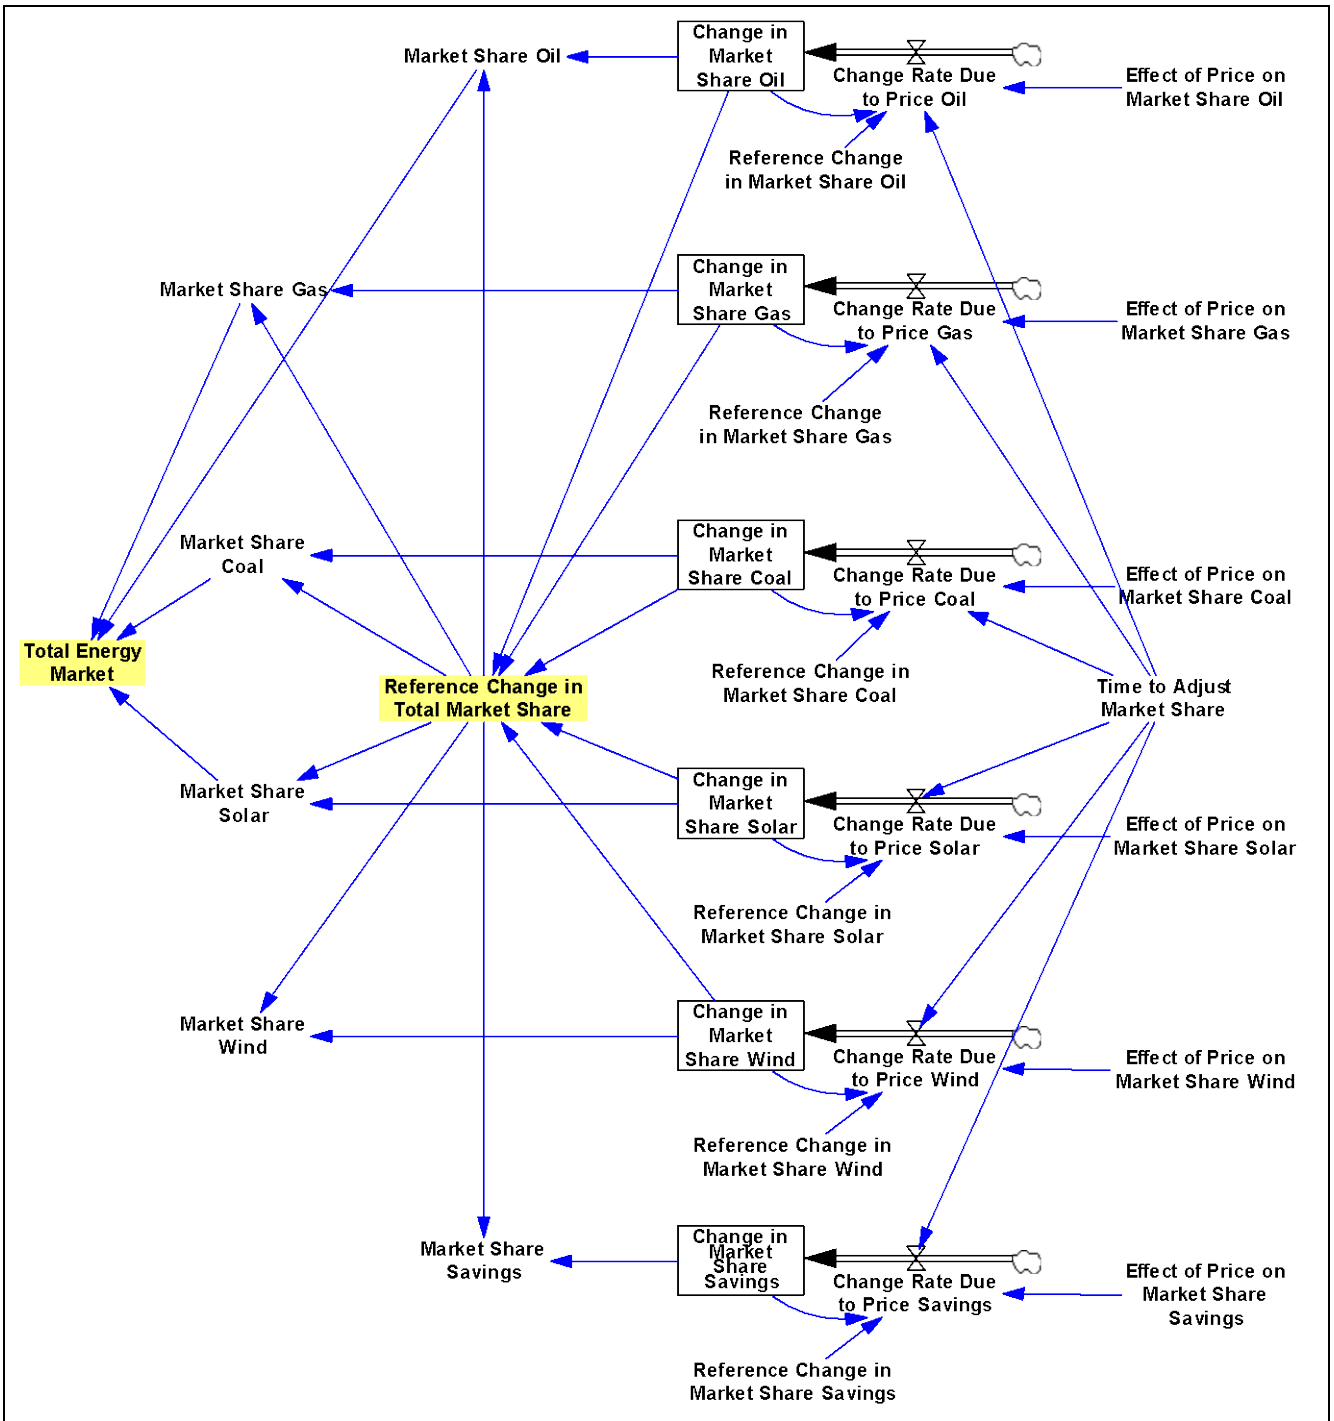 Market Share Oil
Change in
Market
Share Oil
Change Rate Due
to Price Oil
Effect of Price on
Market Share Oil
Reference Change
in Market Share Oil
Market Share Gas
Change in
Market
Share Gas
Change Rate Due
to Price Gas
Effect of Price on
Market Share Gas
Reference Change
in Market Share Gas
Market Share
Coal
Change in
Market
Share Coal
Change Rate Due
to Price Coal
Effect of Price on
Market Share Coal
Reference Change in
Market Share Coal
Total Energy
Market
Reference Change in
Total Market Share
Time to Adjust
Market Share
Market Share
Solar
Change in
Market
Share Solar
Change Rate Due
to Price Solar
Effect of Price on
Market Share Solar
Reference Change in
Market Share Solar
Market Share
Wind
Change in
Market
Share Wind
Change Rate Due
to Price Wind
Effect of Price on
Market Share Wind
Reference Change in
Market Share Wind
Market Share
Savings
Change in
Market
Share
Savings
Change Rate Due
to Price Savings
Effect of Price on
Market Share
Savings
Reference Change in
Market Share Savings